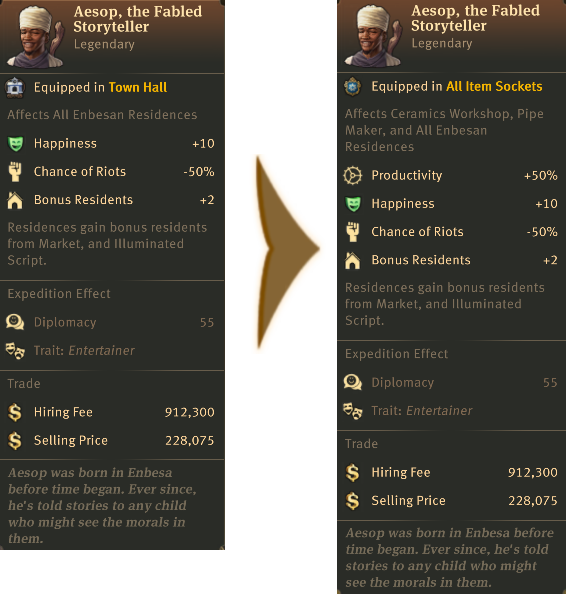 Aesop, the Fabled
Storyteller
Legendary
Equipped in Town Hall
Affects All Enbesan Residences
Happiness +10
Chance of Riots -50%
Bonus Residents +2
Residences gain bonus residents
from Market, and Illuminated
Script.
Expedition Effect
Diplomacy 55
Trait: Entertainer
Trade
Hiring Fee 912,300
Selling Price 228,075
Aesop was born in Enbesa
before time began. Ever since,
he's told stories to any child
who might see the morals in
them.
Aesop, the Fabled
Storyteller
Legendary
Equipped in All Item Sockets
Affects Ceramics Workshop, Pipe
Maker, and All Enbesan
Residences
Productivity +50%
Happiness +10
Chance of Riots -50%
Bonus Residents +2
Residences gain bonus residents
from Market, and Illuminated
Script.
Expedition Effect
Diplomacy 55
Trait: Entertainer
Trade
Hiring Fee 912,300
Selling Price 228,075
Aesop was born in Enbesa before
time began. Ever since, he's told
stories to any child who might
see the morals in them.